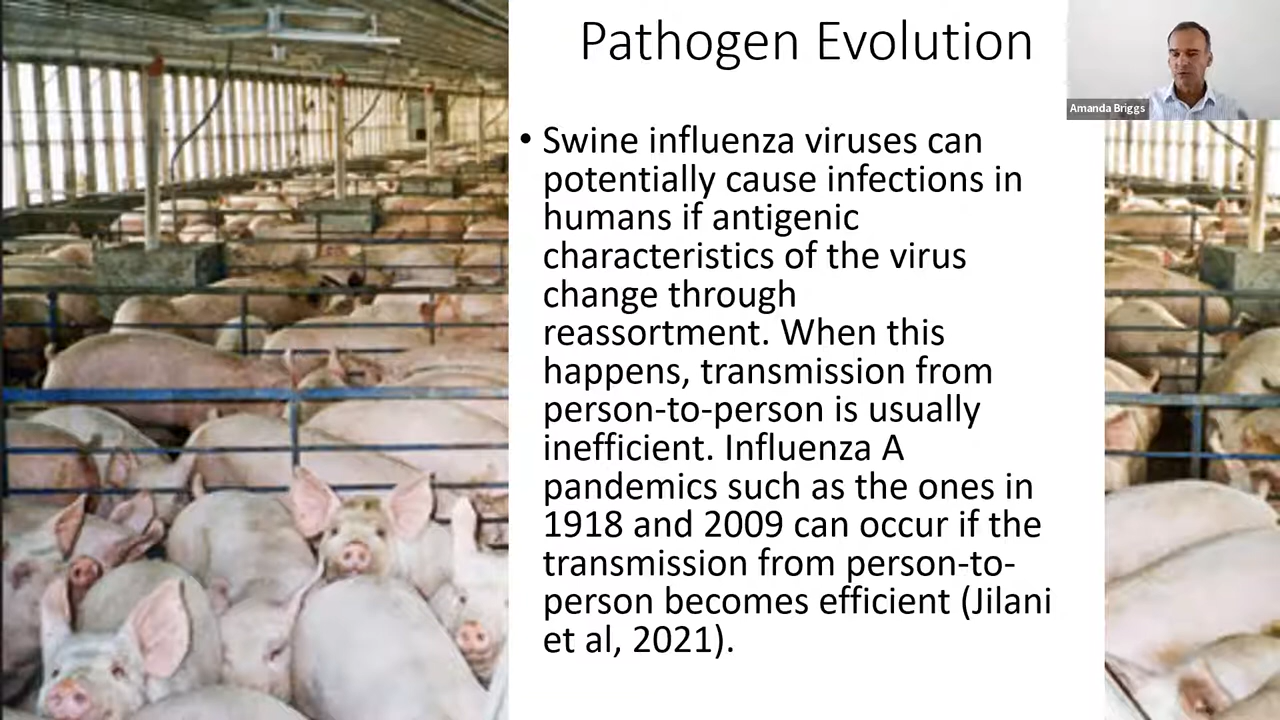 Pathogen Evolution
Amanda Briggs
• Swine influenza viruses can
potentially cause infections in
humans if antigenic
characteristics of the virus
change through
reassortment. When this
happens, transmission from
person-to-person is usually
inefficient. Influenza A
pandemics such as the ones in
1918 and 2009 can occur if the
transmission from person-to-
person becomes efficient (Jilani
et al, 2021).